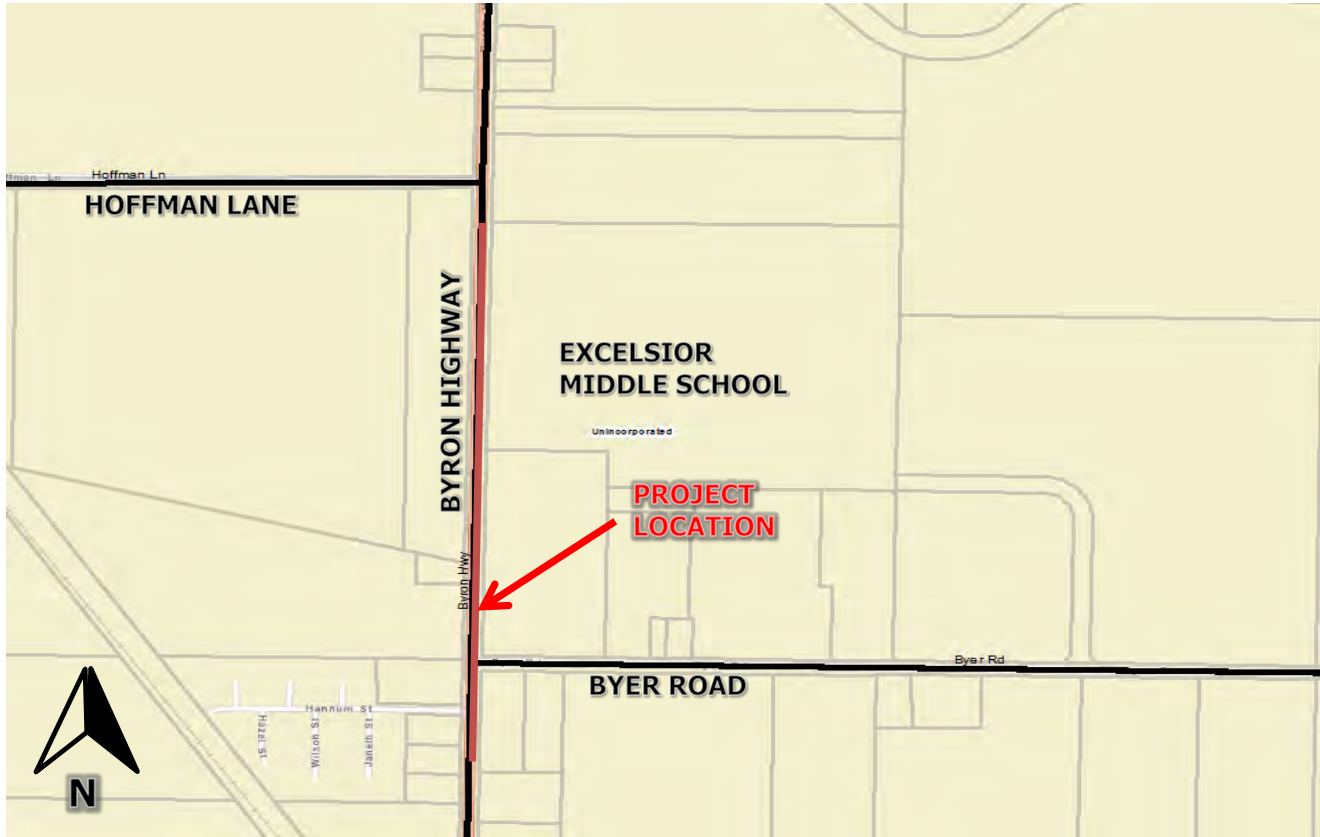 Hoffman Ln
HOFFMAN LANE
BYRON HIGHWAY
EXCELSIOR
MIDDLE SCHOOL
Unincorporated
PROJECT
LOCATION
Byron Hwy
Byer Rd
BYER ROAD
Hannum St
Hazel St
Wilson St
Janeth St
N